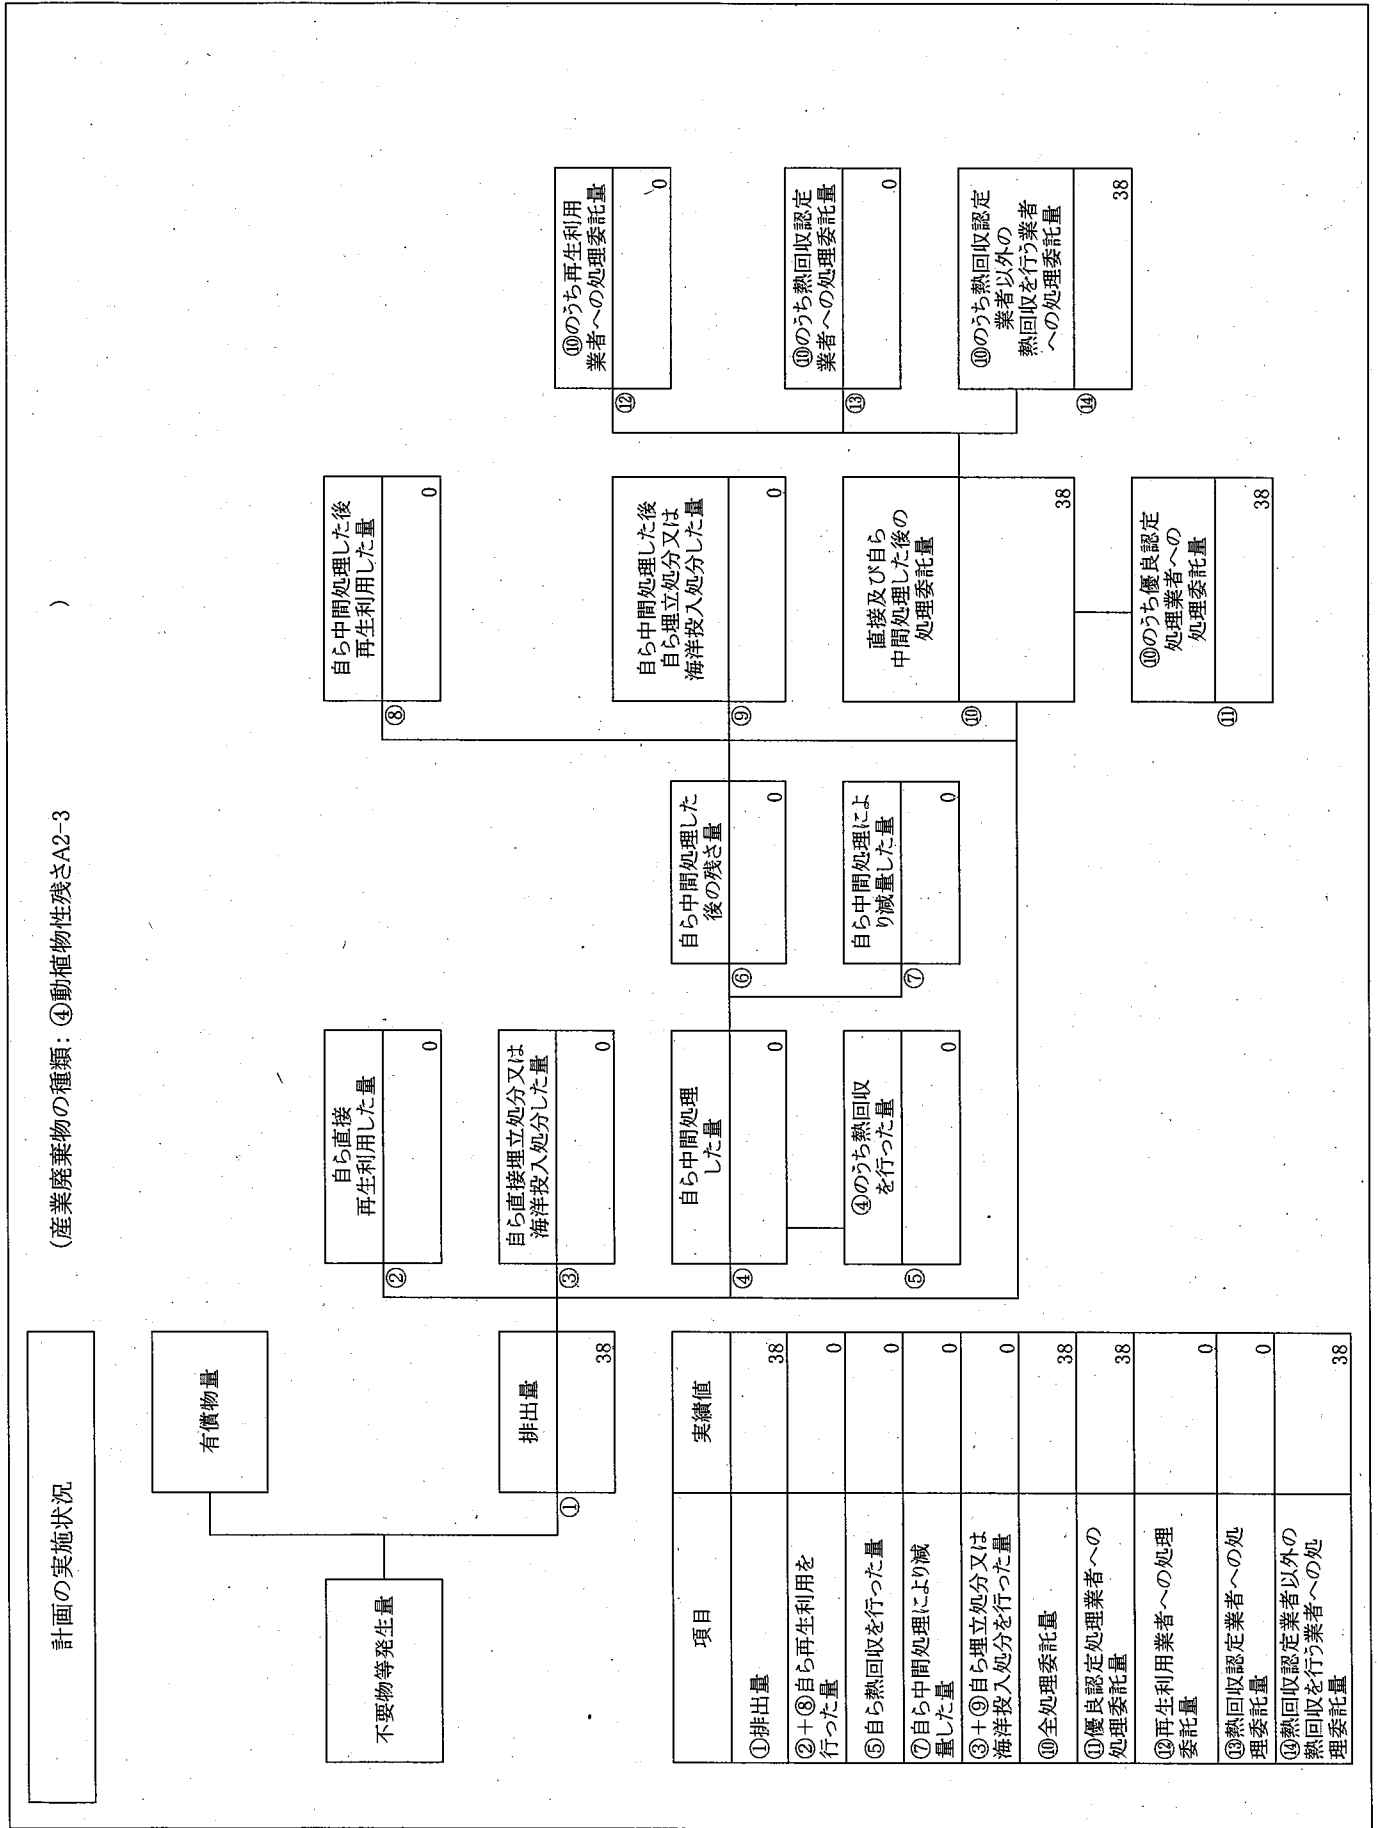 計画の実施状況
(産業廃棄物の種類：④動植物性残さA2-3　　　　　)
不要物等発生量
有償物量
①
排出量
38
②
自ら直接
再生利用した量
0
③
自ら直接埋立処分又は
海洋投入処分した量
0
④
自ら中間処理
した量
0
⑤
④のうち熱回収
を行った量
0
⑥
自ら中間処理した
後の残さ量
0
⑦
自ら中間処理によ
り減量した量
0
⑧
自ら中間処理した後
再生利用した量
0
⑨
自ら中間処理した後
自ら埋立処分又は
海洋投入処分した量
0
⑩
直接及び自ら
中間処理した後の
処理委託量
38
⑪
⑩のうち優良認定
処理業者への
処理委託量
38
⑫
⑩のうち再生利用
業者への処理委託量
0
⑬
⑩のうち熱回収認定
業者への処理委託量
0
⑭
⑩のうち熱回収認定
業者以外の
熱回収を行う業者
への処理委託量
38
項目　実績値
①排出量　38
②＋⑧自ら再生利用を
行った量　0
⑤自ら熱回収を行った量　0
⑦自ら中間処理により減
量した量　0
③＋⑨自ら埋立処分又は
海洋投入処分を行った量　0
⑩全処理委託量　38
⑪優良認定処理業者への
処理委託量　38
⑫再生利用業者への処理
委託量　0
⑬熱回収認定業者への処
理委託量　0
⑭熱回収認定業者以外の
熱回収を行う業者への処
理委託量　38